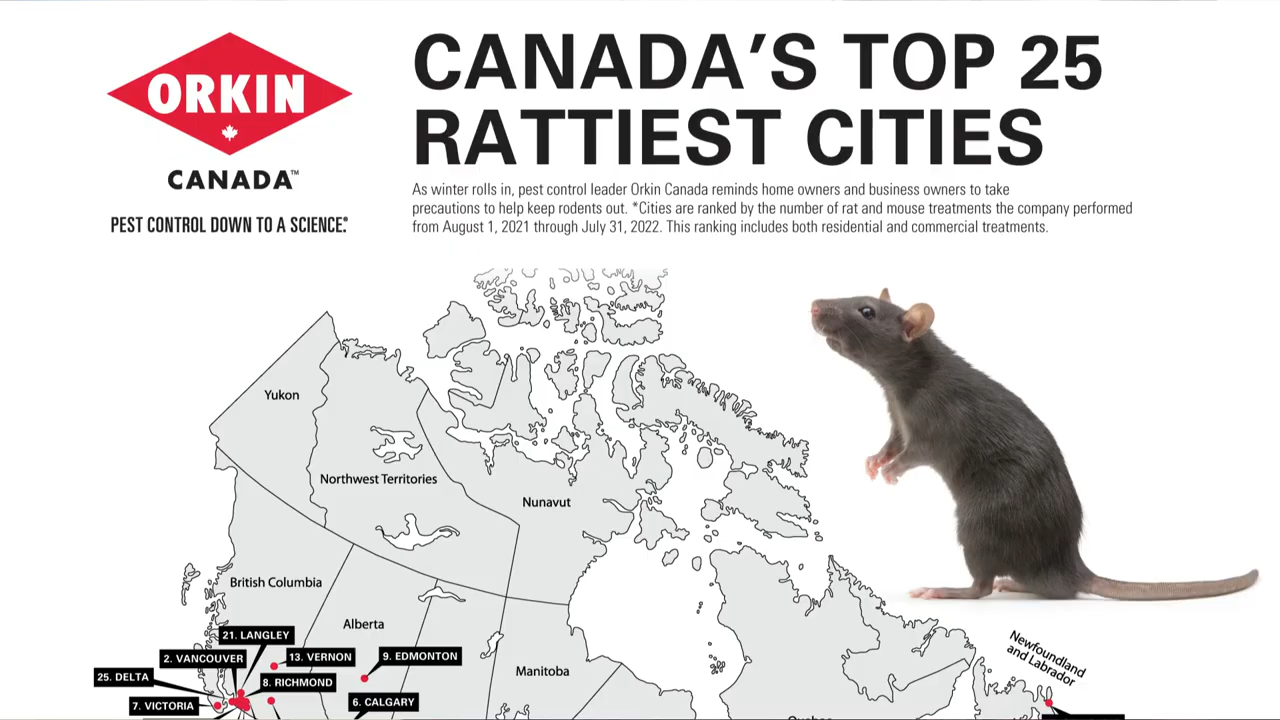 ORKIN
CANADA™
PEST CONTROL DOWN TO A SCIENCE.®
CANADA'S TOP 25
RATTIEST CITIES
As winter rolls in, pest control leader Orkin Canada reminds home owners and business owners to take
precautions to help keep rodents out. *Cities are ranked by the number of rat and mouse treatments the company performed
from August 1, 2021 through July 31, 2022. This ranking includes both residential and commercial treatments.
Yukon
Northwest Territories
Nunavut
British Columbia
Alberta
Manitoba
Newfoundland
and Labrador
21. LANGLEY
2. VANCOUVER
13. VERNON
9. EDMONTON
25. DELTA
8. RICHMOND
7. VICTORIA
6. CALGARY